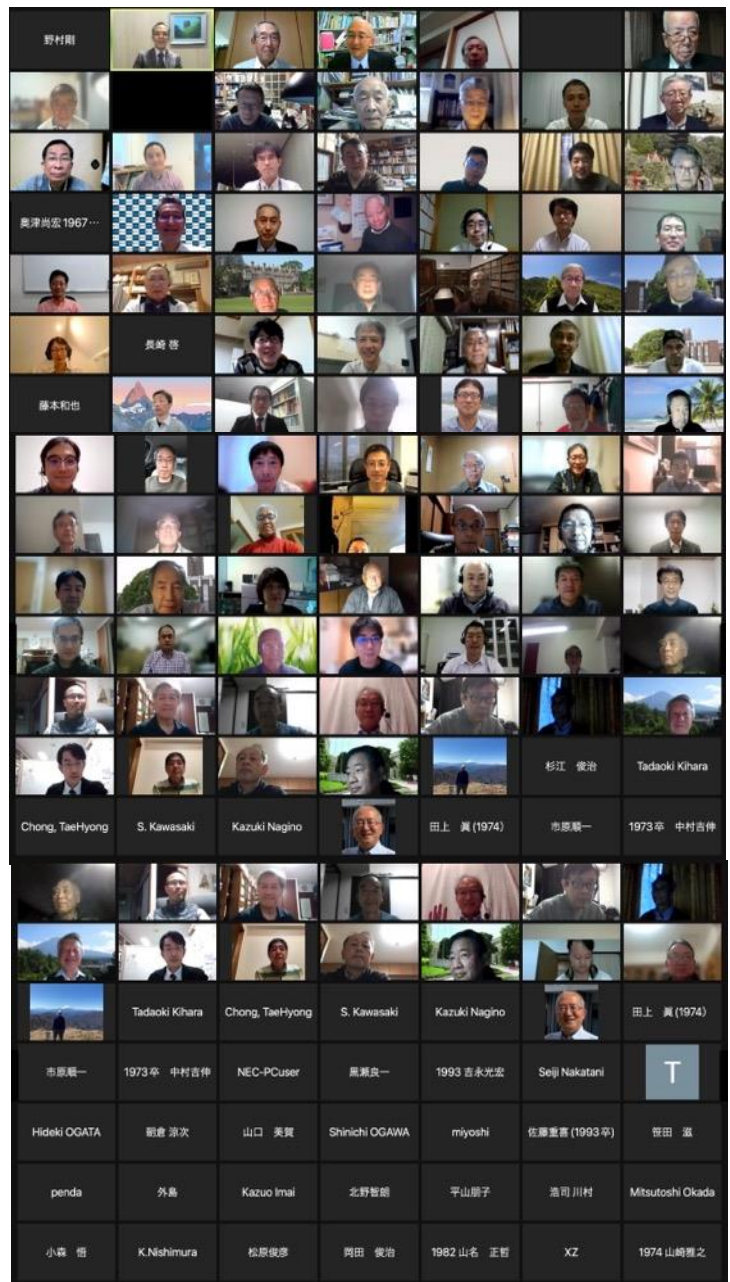 野村剛
奥津尚宏 1967…
長崎 啓
藤本和也
杉江　俊治
Tadaoki Kihara
Chong, TaeHyong
S. Kawasaki
Kazuki Nagino
田上　眞 (1974)
市原順一
1973卒　中村吉伸
Tadaoki Kihara
Chong, TaeHyong
S. Kawasaki
Kazuki Nagino
田上　眞 (1974)
市原順一
1973卒　中村吉伸
NEC-PCuser
黒瀬良一
1993 吉永光宏
Seiji Nakatani
T
Hideki OGATA
朝倉 涼次
山口　美賀
Shinichi OGAWA
miyoshi
佐藤重喜 (1993卒)
笹田　滋
penda
外島
Kazuo Imai
北野智朗
平山朋子
浩司 川村
Mitsutoshi Okada
小森　悟
K.Nishimura
松原俊彦
岡田　俊治
1982 山名　正哲
XZ
1974 山崎雅之